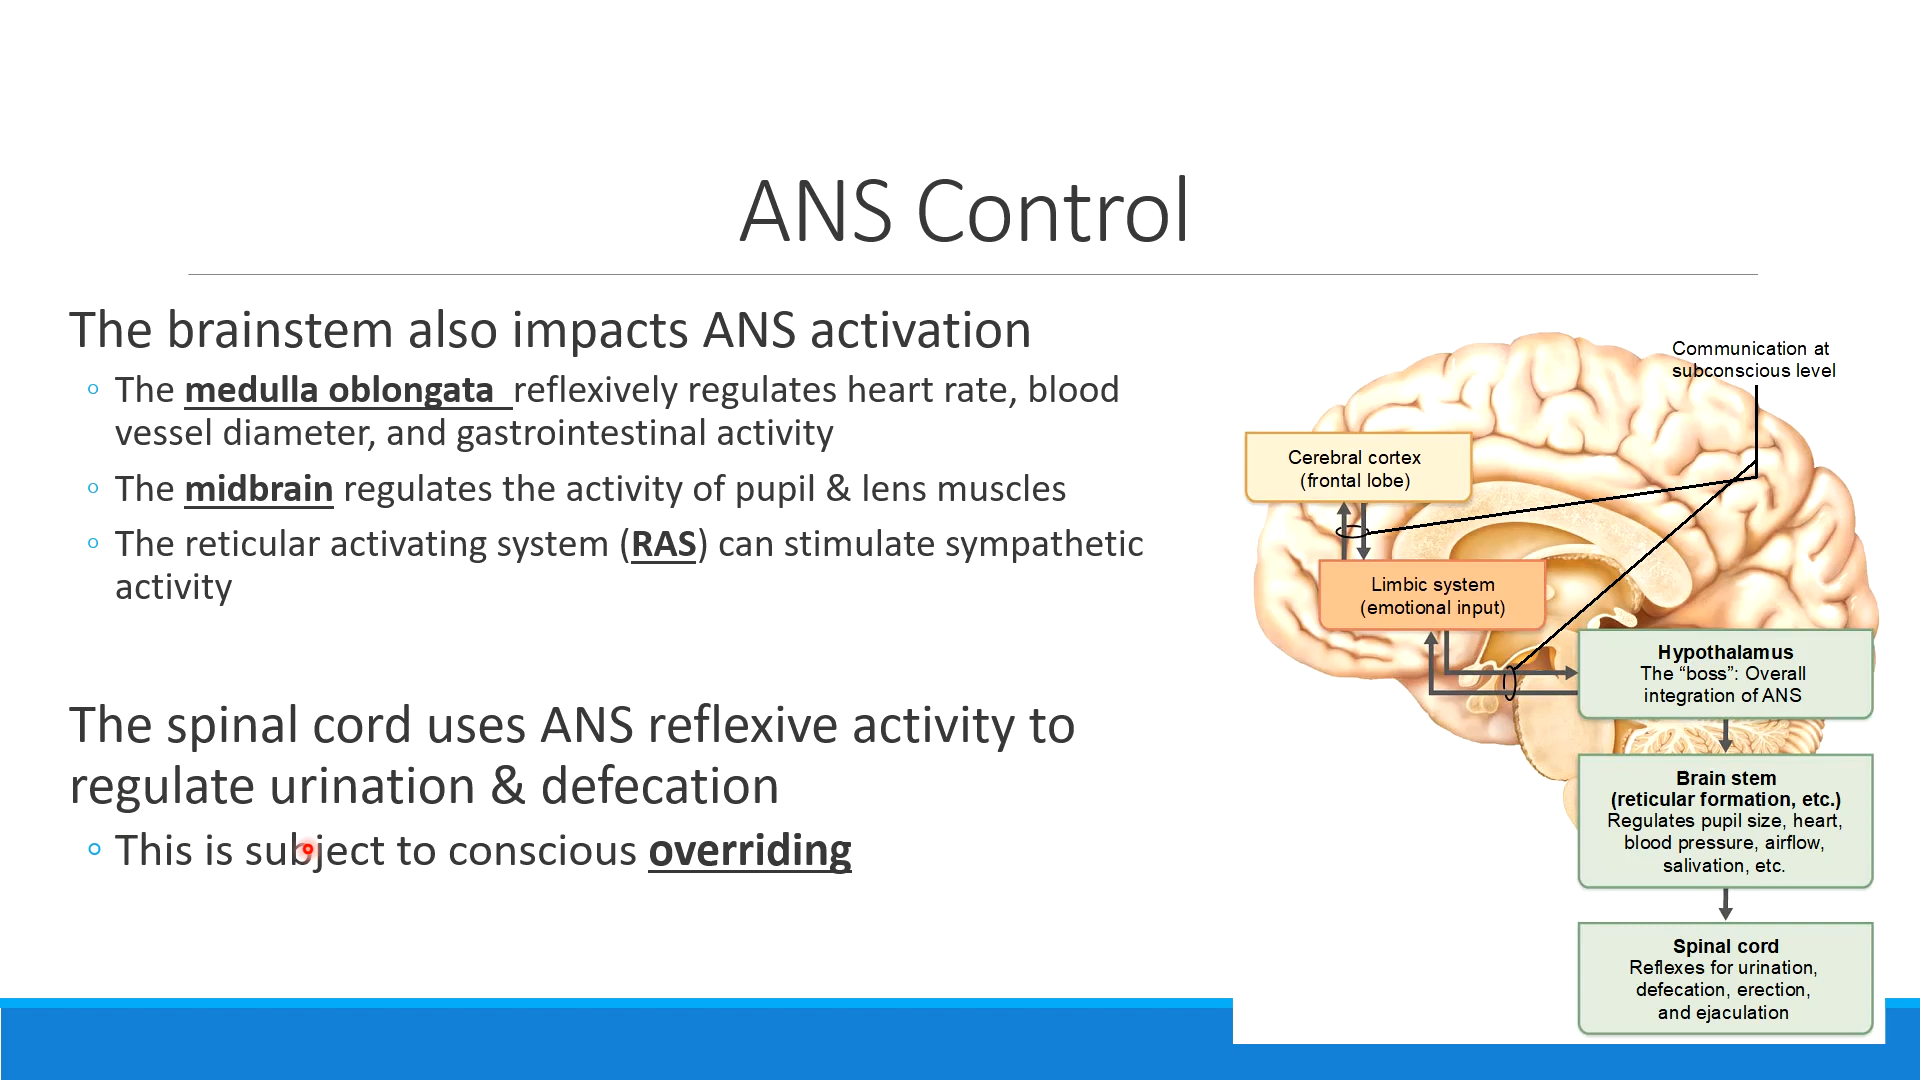 ANS Control
The brainstem also impacts ANS activation
The medulla oblongata reflexively regulates heart rate, blood
vessel diameter, and gastrointestinal activity
The midbrain regulates the activity of pupil & lens muscles
The reticular activating system (RAS) can stimulate sympathetic
activity
The spinal cord uses ANS reflexive activity to
regulate urination & defecation
This is subject to conscious overriding
Communication at
subconscious level
Cerebral cortex
(frontal lobe)
Limbic system
(emotional input)
Hypothalamus
The “boss”: Overall
integration of ANS
Brain stem
(reticular formation, etc.)
Regulates pupil size, heart,
blood pressure, airflow,
salivation, etc.
Spinal cord
Reflexes for urination,
defecation, erection,
and ejaculation